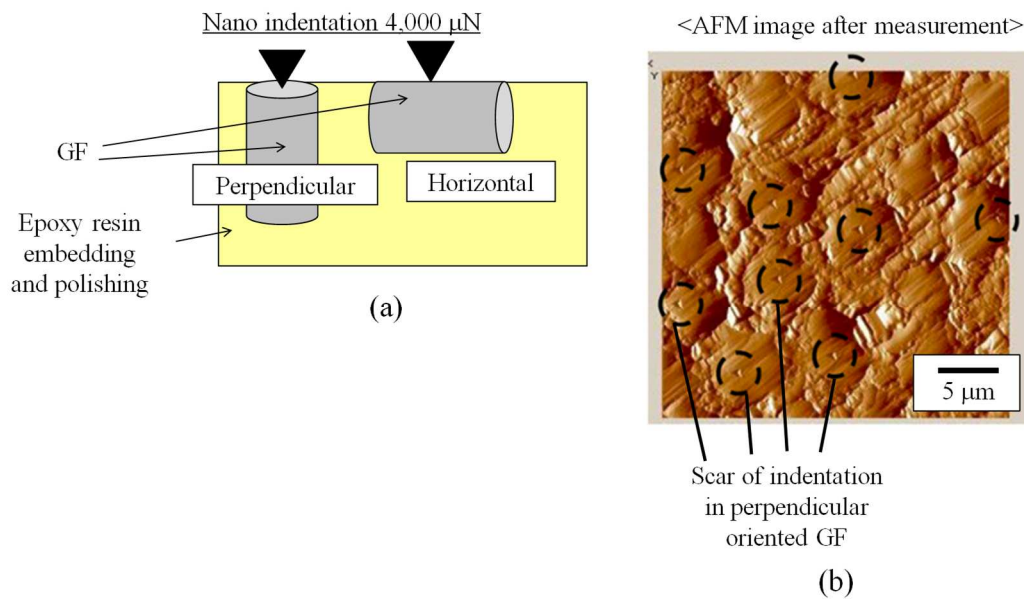 Nano indentation 4,000 μN
GF
Perpendicular
Horizontal
Epoxy resin
embedding
and polishing
(a)
<AFM image after measurement>
X
Y
5 μm
Scar of indentation
in perpendicular
oriented GF
(b)